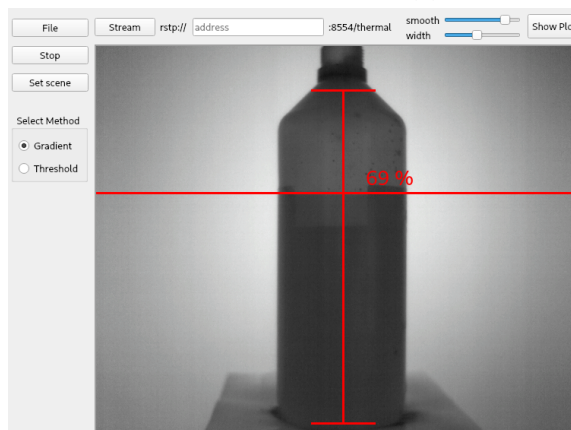 File
Stream rstp:// address :8554/thermal
smooth
width
Show Plo
Stop
Set scene
Select Method
Gradient
Threshold
69 %